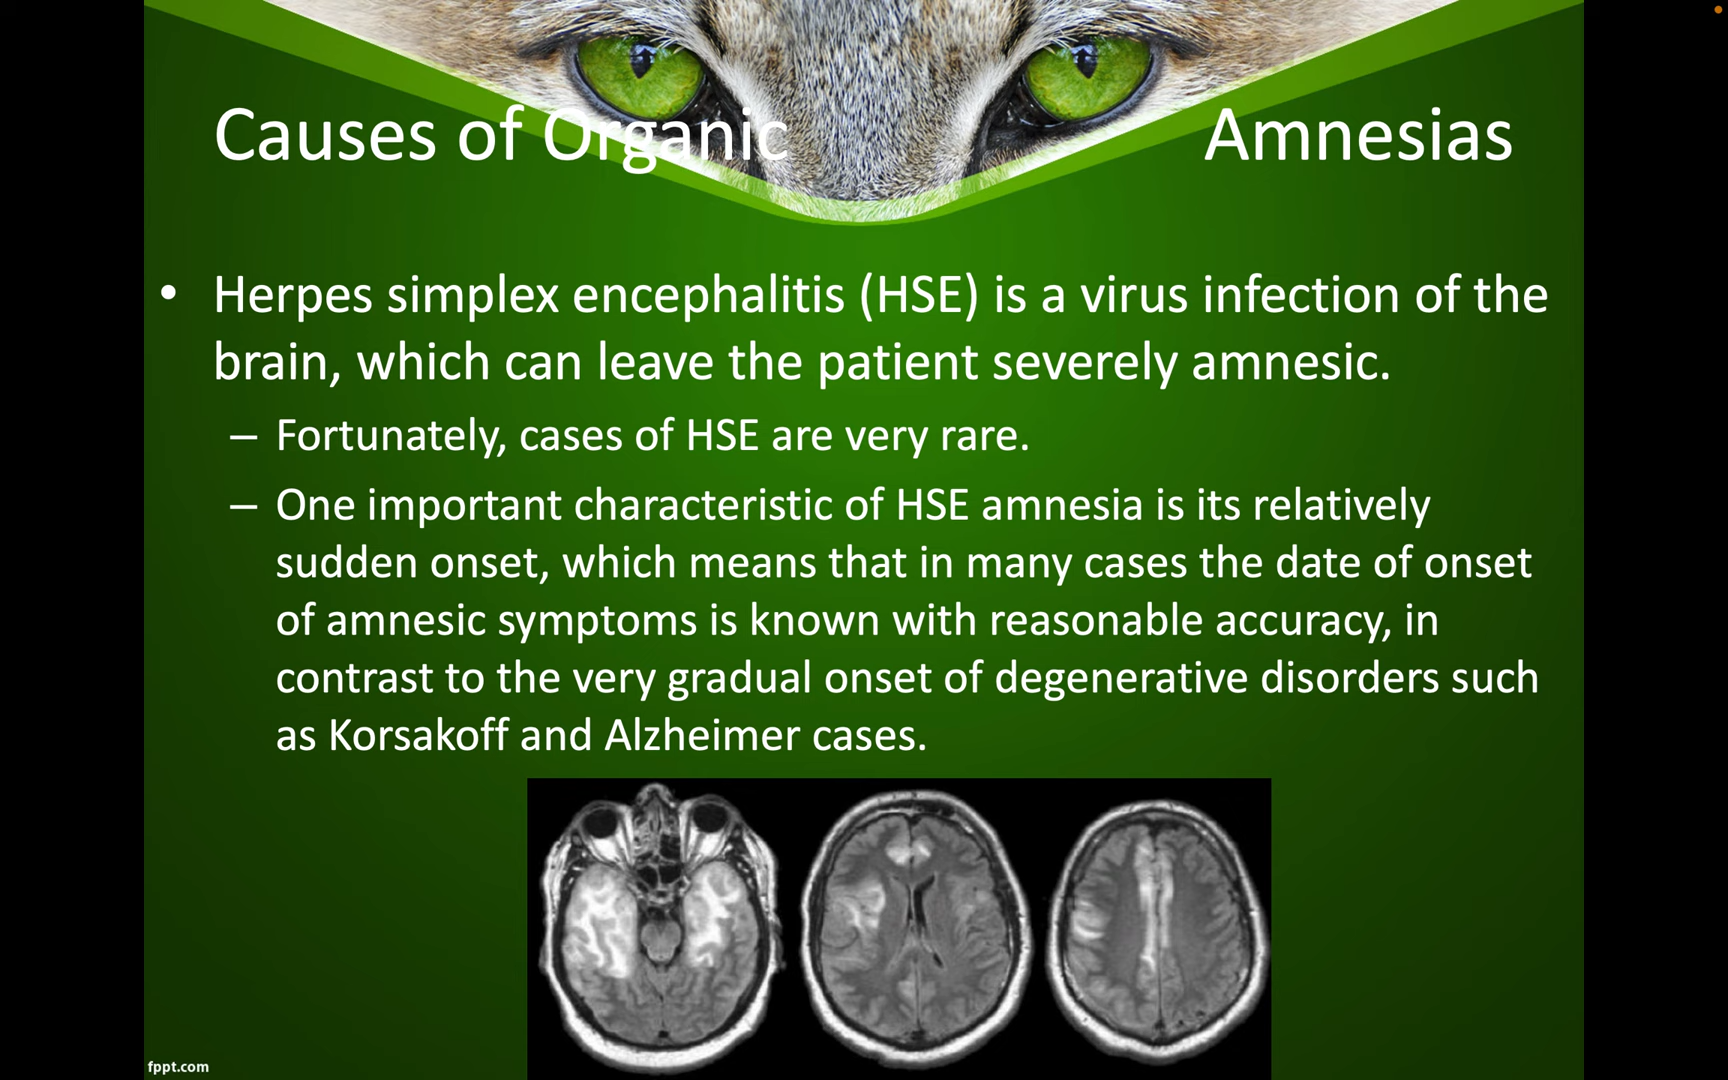 Causes of Organic Amnesias
• Herpes simplex encephalitis (HSE) is a virus infection of the
brain, which can leave the patient severely amnesic.
– Fortunately, cases of HSE are very rare.
– One important characteristic of HSE amnesia is its relatively
sudden onset, which means that in many cases the date of onset
of amnesic symptoms is known with reasonable accuracy, in
contrast to the very gradual onset of degenerative disorders such
as Korsakoff and Alzheimer cases.
fppt.com